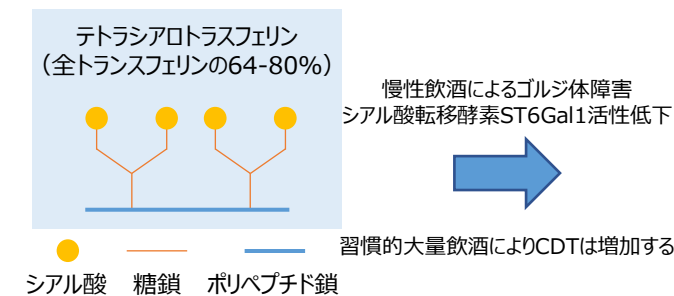 テトラシアロトラスフェリン
（全トランスフェリンの64-80%）
慢性飲酒によるゴルジ体障害
シアル酸転移酵素ST6Gal1活性低下
習慣的大量飲酒によりCDTは増加する
シアル酸 糖鎖 ポリペプチド鎖